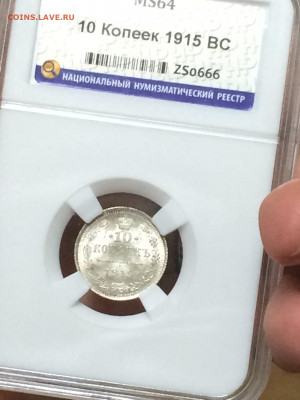 COINS.LAVE.RU
MS64
10 Копеек 1915 ВС
ZS0666
НАЦИОНАЛЬНЫЙ НУМИЗМАТИЧЕСКИЙ РЕЕСТР
10
КОПѢЕКЪ